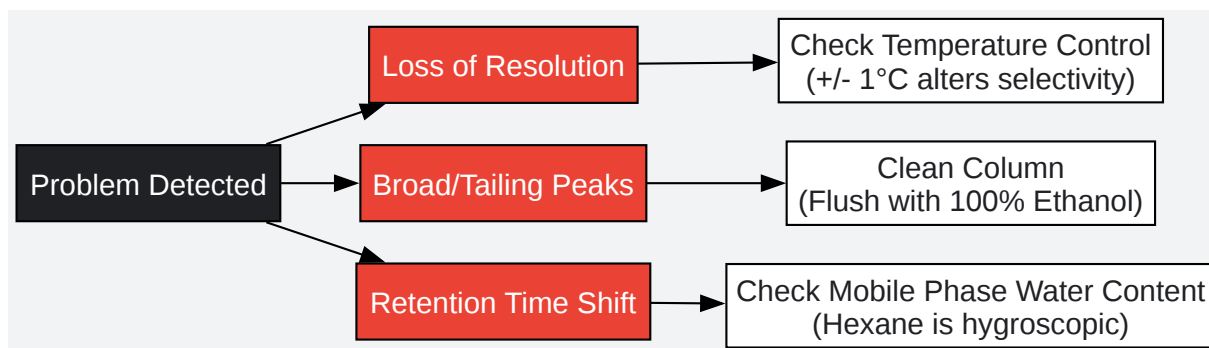 Problem Detected
Loss of Resolution
Check Temperature Control
(+/- 1°C alters selectivity)
Broad/Tailing Peaks
Clean Column
(Flush with 100% Ethanol)
Retention Time Shift
Check Mobile Phase Water Content
(Hexane is hygroscopic)